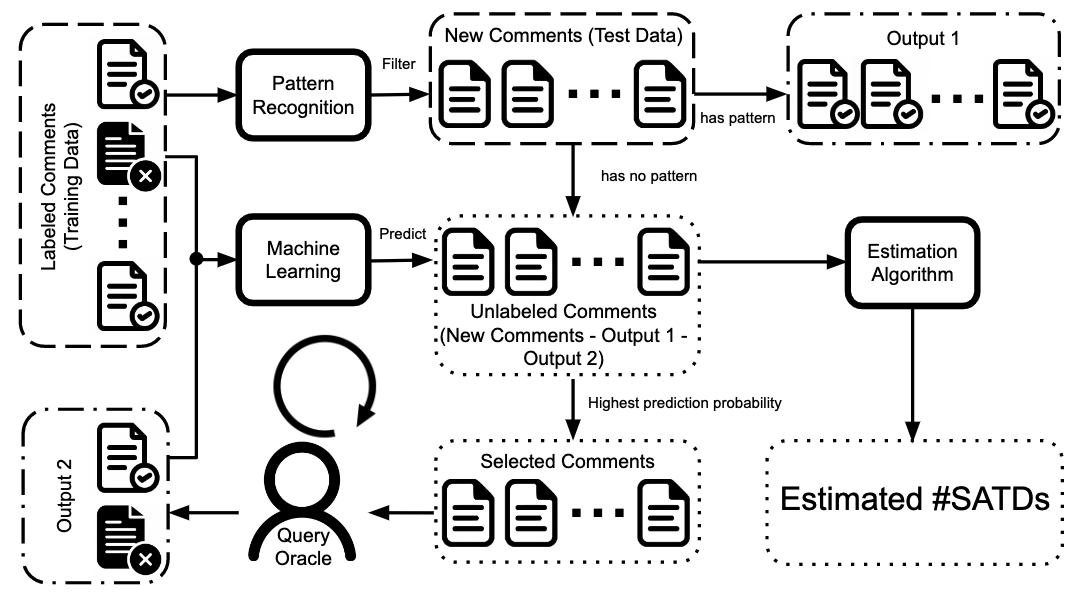 Labeled Comments
(Training Data)
Pattern
Recognition
Filter
New Comments (Test Data)
has pattern
Output 1
has no pattern
Machine
Learning
Predict
Unlabeled Comments
(New Comments - Output 1 -
Output 2)
Estimation
Algorithm
Highest prediction probability
Output 2
Query
Oracle
Selected Comments
Estimated #SATDs